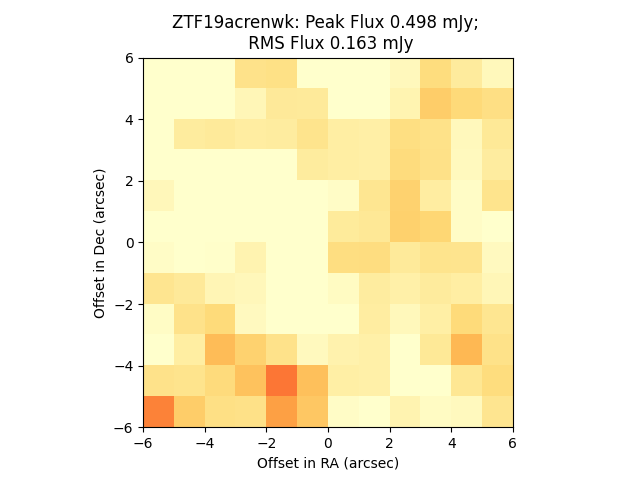 ZTF19acrenwk: Peak Flux 0.498 mJy;
RMS Flux 0.163 mJy
6
4
2
0
−2
−4
−6
Offset in Dec (arcsec)
−6 −4 −2 0 2 4 6
Offset in RA (arcsec)